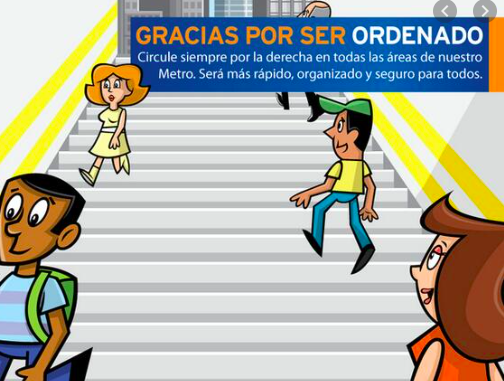 GRACIAS POR SER ORDENADO
Circule siempre por la derecha en todas las áreas de nuestro
Metro. Será más rápido, organizado y seguro para todos.